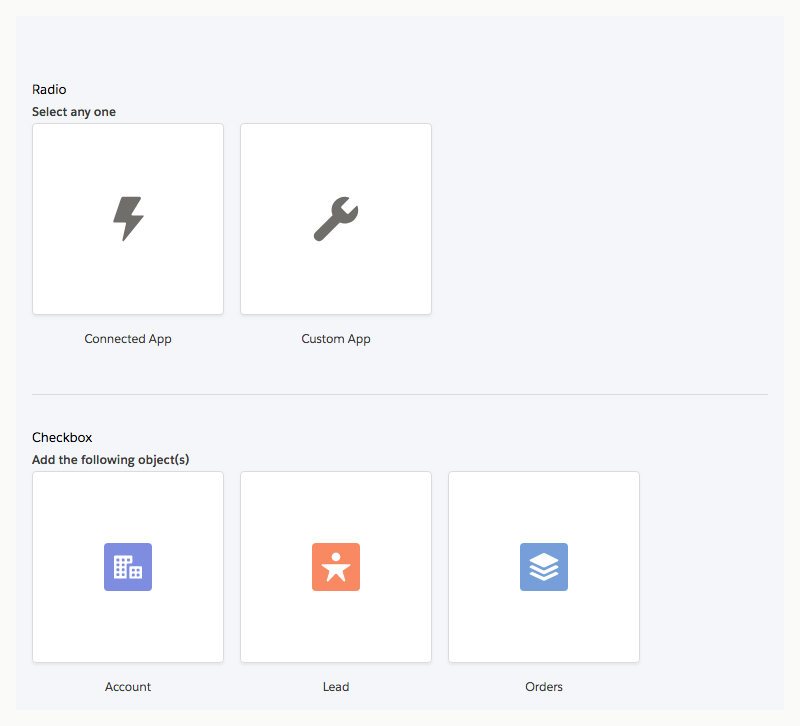 Radio
Select any one
Connected App
Custom App
Checkbox
Add the following object(s)
Account
Lead
Orders